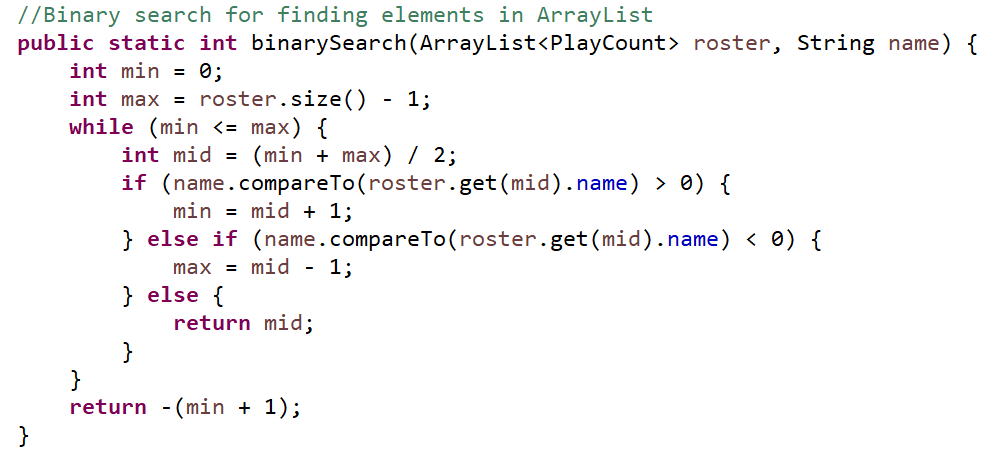 //Binary search for finding elements in ArrayList
public static int binarySearch(ArrayList<PlayCount> roster, String name) {
    int min = 0;
    int max = roster.size() - 1;
    while (min <= max) {
        int mid = (min + max) / 2;
        if (name.compareTo(roster.get(mid).name) > 0) {
            min = mid + 1;
        } else if (name.compareTo(roster.get(mid).name) < 0) {
            max = mid - 1;
        } else {
            return mid;
        }
    }
    return -(min + 1);
}